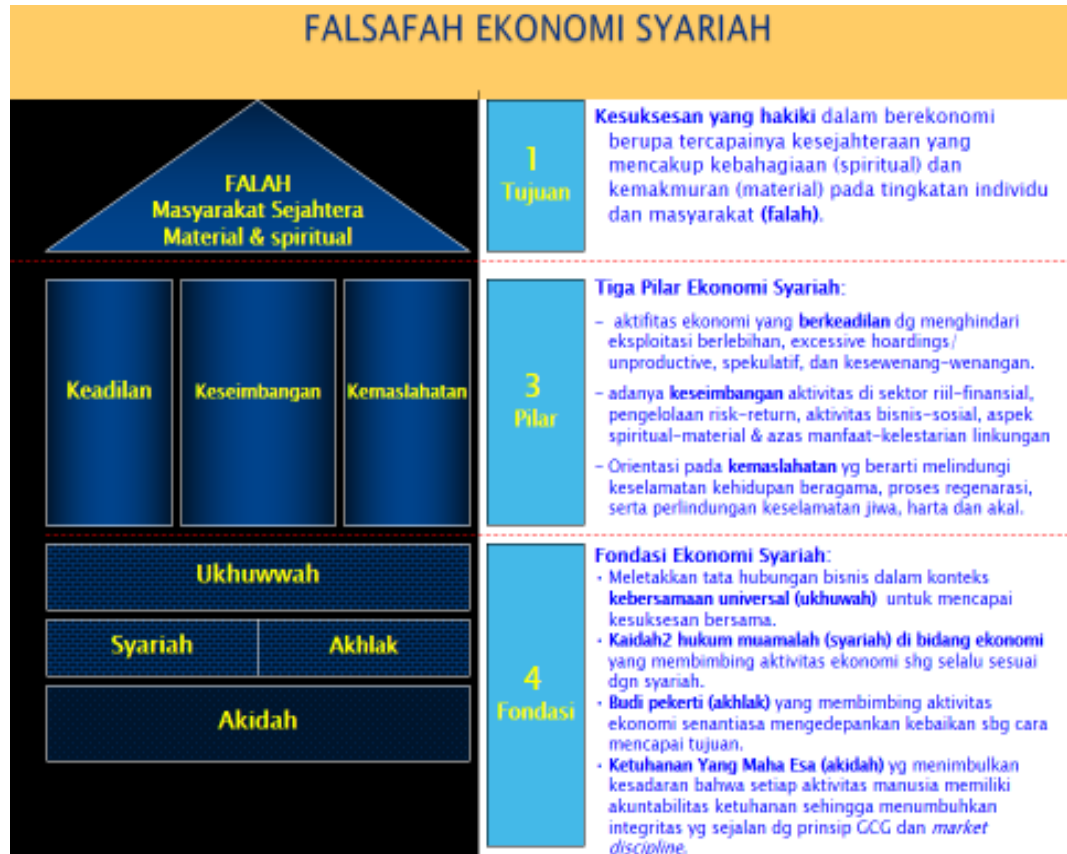 FALSAFAH EKONOMI SYARIAH
FALAH
Masyarakat Sejahtera
Material & spiritual
1
Tujuan
Kesuksesan yang hakiki dalam berekonomi
berupa tercapainya kesejahteraan yang
mencakup kebahagiaan (spiritual) dan
kemakmuran (material) pada tingkatan individu
dan masyarakat (falah).
Keadilan
Keseimbangan
Kemaslahatan
3
Pilar
Tiga Pilar Ekonomi Syariah:
– aktifitas ekonomi yang berkeadilan dg menghindari
eksploitasi berlebihan, excessive hoardings/
unproductive, spekulatif, dan kesewenang-wenangan.
– adanya keseimbangan aktivitas di sektor riil-finansial,
pengelolaan risk-return, aktivitas bisnis-sosial, aspek
spiritual-material & azas manfaat-kelestarian linkungan
– Orientasi pada kemaslahatan yg berarti melindungi
keselamatan kehidupan beragama, proses regenarasi,
serta perlindungan keselamatan jiwa, harta dan akal.
Ukhuwwah
Syariah
Akhlak
Akidah
4
Fondasi
Fondasi Ekonomi Syariah:
• Meletakkan tata hubungan bisnis dalam konteks
kebersamaan universal (ukhuwah) untuk mencapai
kesuksesan bersama.
• Kaidah2 hukum muamalah (syariah) di bidang ekonomi
yang membimbing aktivitas ekonomi shg selalu sesuai
dgn syariah.
• Budi pekerti (akhlak) yang membimbing aktivitas
ekonomi senantiasa mengedepankan kebaikan sbg cara
mencapai tujuan.
• Ketuhanan Yang Maha Esa (akidah) yg menimbulkan
kesadaran bahwa setiap aktivitas manusia memiliki
akuntabilitas ketuhanan sehingga menumbuhkan
integritas yg sejalan dg prinsip GCG dan market
discipline.